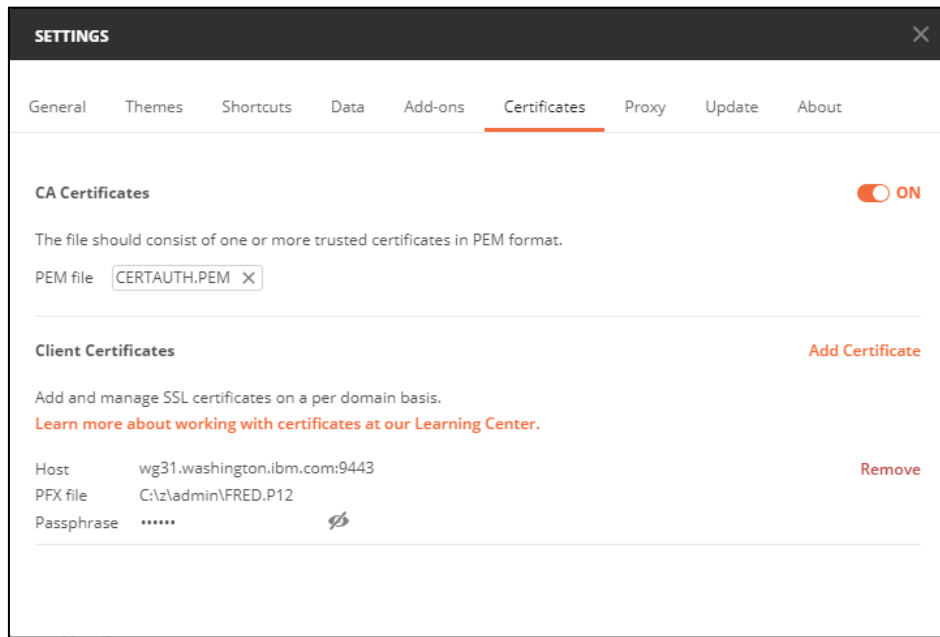 SETTINGS
General Themes Shortcuts Data Add-ons Certificates Proxy Update About
CA Certificates ON
The file should consist of one or more trusted certificates in PEM format.
PEM file CERTAUTH.PEM
Client Certificates Add Certificate
Add and manage SSL certificates on a per domain basis.
Learn more about working with certificates at our Learning Center.
Host wg31.washington.ibm.com:9443 Remove
PFX file C:\z\admin\FRED.P12
Passphrase ••••••